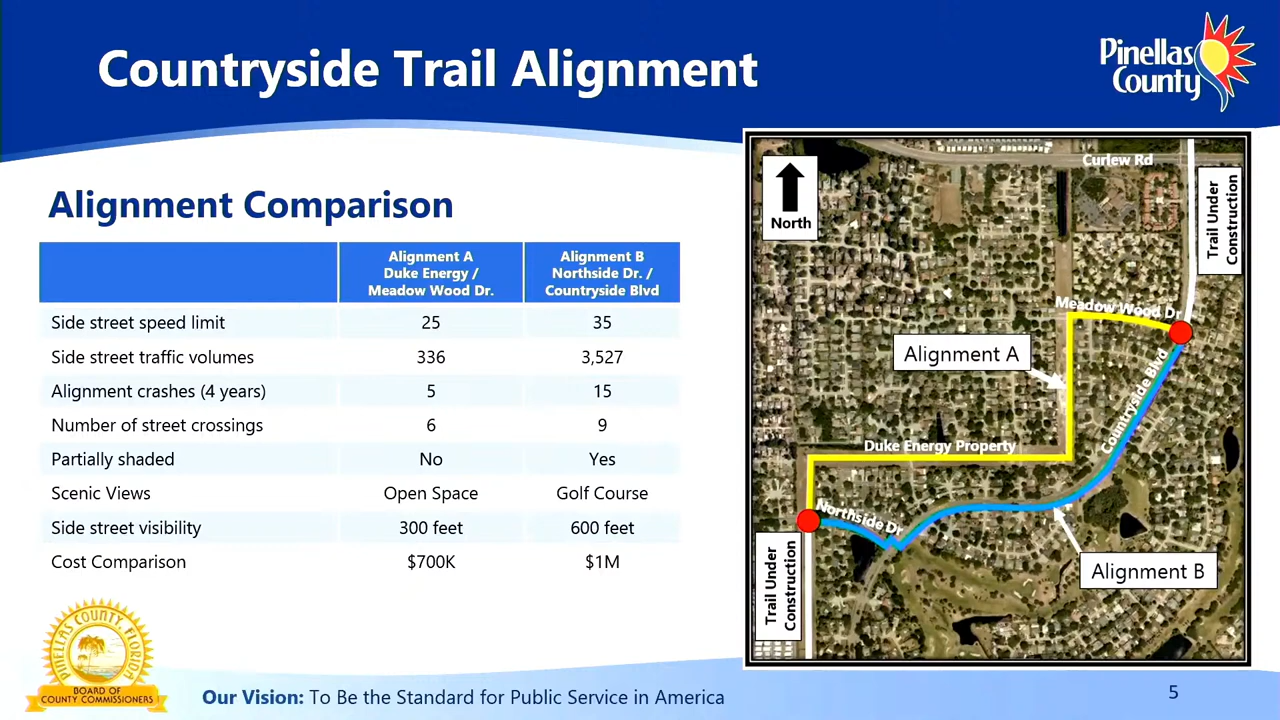 Countryside Trail Alignment
Pinellas
County
Alignment Comparison
Alignment A
Duke Energy /
Meadow Wood Dr.
Alignment B
Northside Dr. /
Countryside Blvd
Side street speed limit 25 35
Side street traffic volumes 336 3,527
Alignment crashes (4 years) 5 15
Number of street crossings 6 9
Partially shaded No Yes
Scenic Views Open Space Golf Course
Side street visibility 300 feet 600 feet
Cost Comparison $700K $1M
North
Curlew Rd
Trail Under
Construction
Meadow Wood Dr
Alignment A
Countryside Blvd
Duke Energy Property
Northside Dr
Alignment B
Trail Under
Construction
PINELLAS COUNTY, FLORIDA
BOARD OF
COUNTY COMMISSIONERS
Our Vision: To Be the Standard for Public Service in America
5